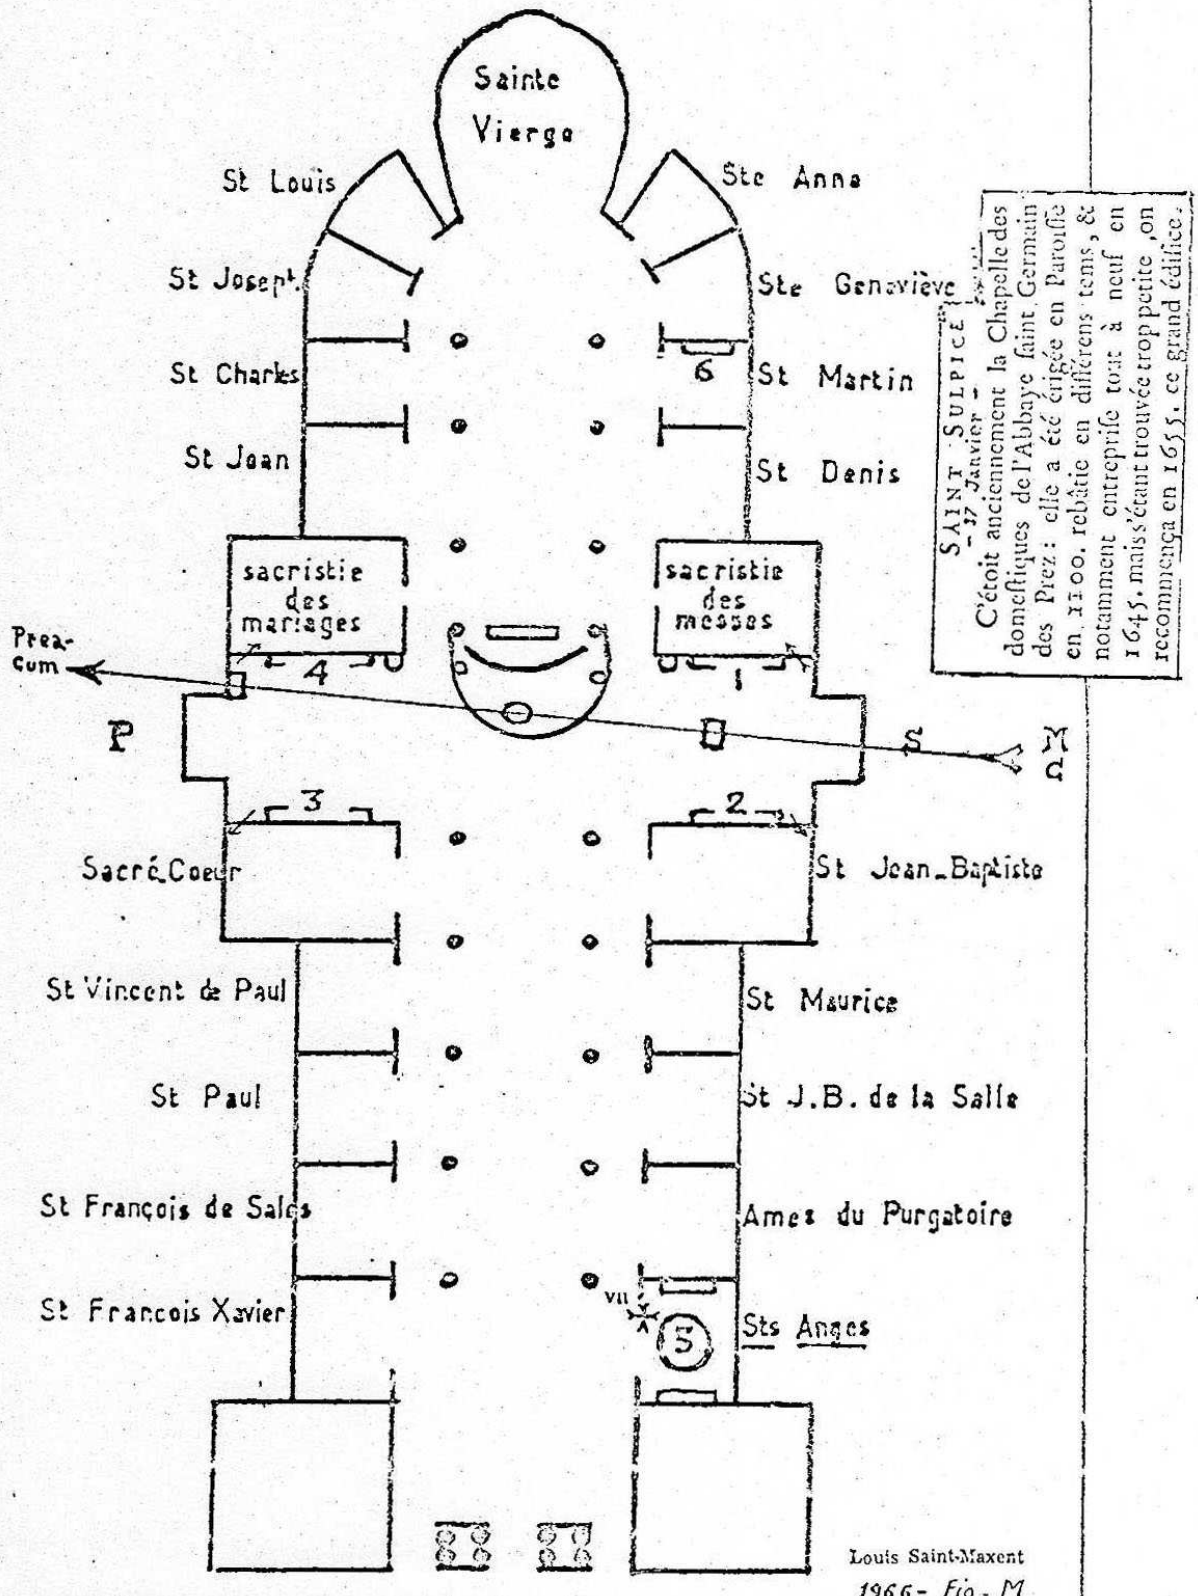 Sainte
Vierge
St Louis
Ste Anne
St Joseph
Ste Geneviève
St Charles
6
St Martin
St Jean
St Denis
SAINT SULPICE
- 17 Janvier -
C'étoit anciennement la Chapelle des
domestiques de l'Abbaye saint Germain
des Prez : elle a été érigée en Paroisse
en 1100. rebâtie en différens tems, &
notamment entreprise tout à neuf en
1645. mais s'étant trouvée trop petite, on
recommença en 1655. ce grand édifice.
sacristie
des
mariages
sacristie
des
messes
Prea-
cum
4
1
P
S
Ω
3
2
Sacré-Coeur
St Jean-Baptiste
St Vincent de Paul
St Maurice
St Paul
St J.B. de la Salle
St François de Sales
Ames du Purgatoire
VII
St Francois Xavier
5
Sts Anges
Louis Saint-Maxent
1966 - Fig. M